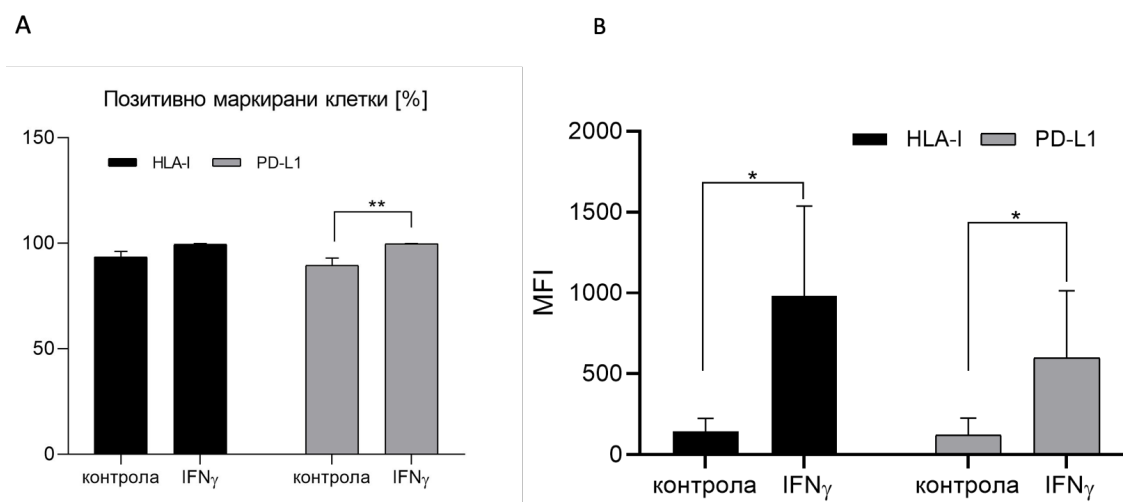 A
Позитивно маркирани клетки [%]
150
HLA-I PD-L1
**
100
50
0
контрола IFNγ контрола IFNγ
B
2000
HLA-I PD-L1
*
1500
*
MFI
1000
500
0
контрола IFNγ контрола IFNγ